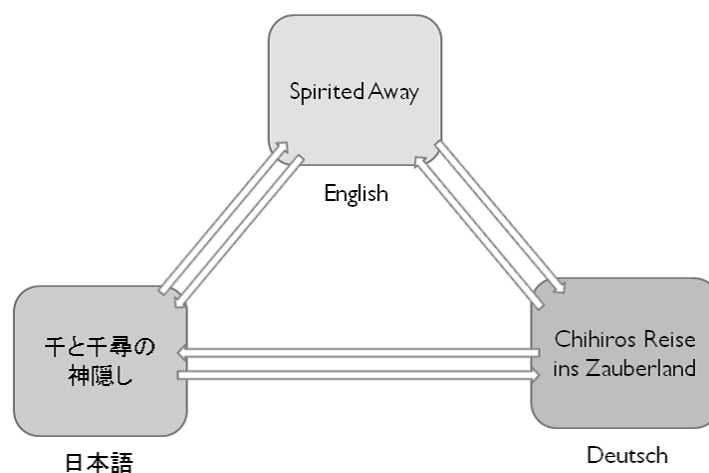 Spirited Away
English
千と千尋の
神隠し
日本語
Chihiros Reise
ins Zauberland
Deutsch